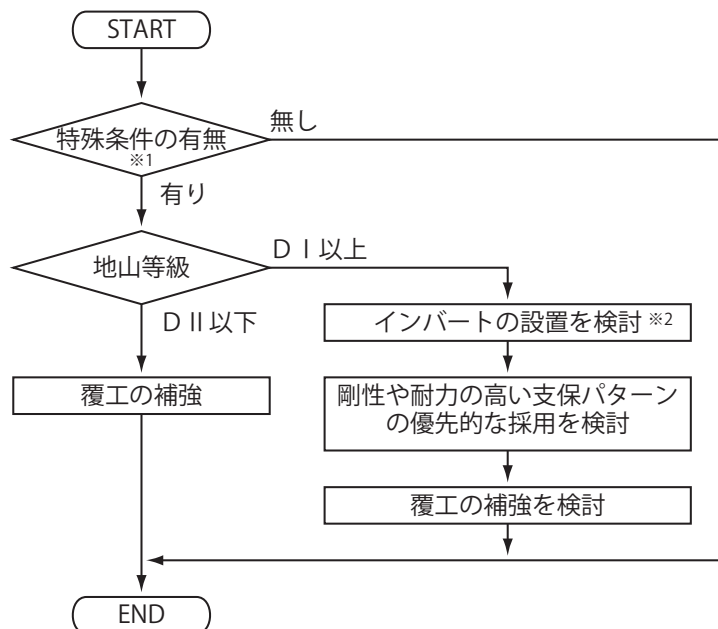 START
特殊条件の有無
※1
無し
有り
地山等級
DⅠ以上
DⅡ以下
インバートの設置を検討 ※2
覆工の補強
剛性や耐力の高い支保パターン
の優先的な採用を検討
覆工の補強を検討
END